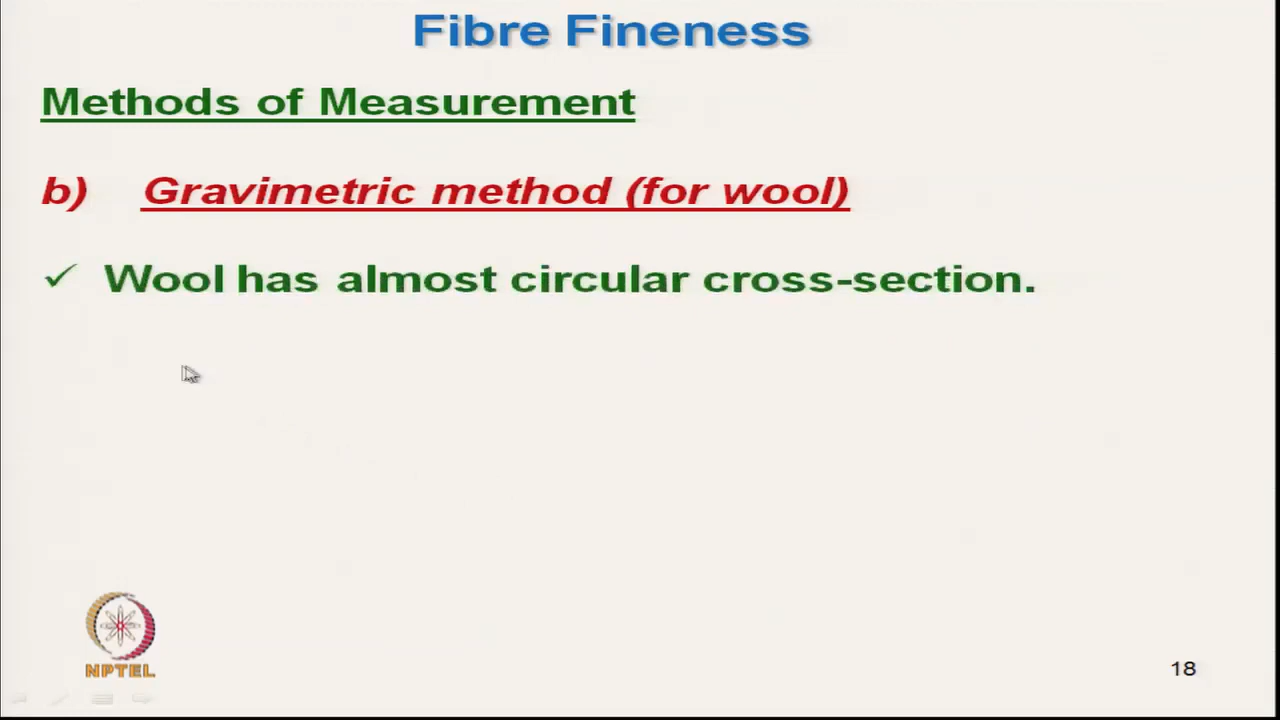 Fibre Fineness
Methods of Measurement
b) Gravimetric method (for wool)
✓ Wool has almost circular cross-section.
NPTEL
18